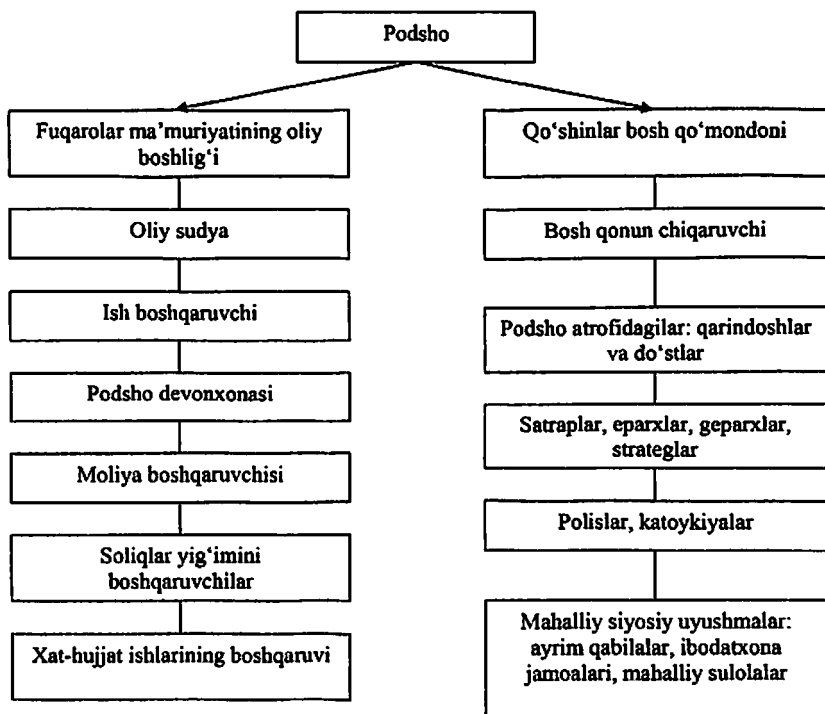 Podsho
Fuqarolar ma’muriyatining oliy
boshlig‘i
Oliy sudya
Ish boshqaruvchi
Podsho devonxonasi
Moliya boshqaruvchisi
Soliqlar yig‘imini
boshqaruvchilar
Xat-hujjat ishlarining boshqaruvi
Qo‘shinlar bosh qo‘mondoni
Bosh qonun chiqaruvchi
Podsho atrofidagilar: qarindoshlar
va do‘stlar
Satraplar, eparxlar, geparxlar,
strateglar
Polislar, katoykiyalar
Mahalliy siyosiy uyushmalar:
ayrim qabilalar, ibodatxona
jamoalari, mahalliy sulolalar